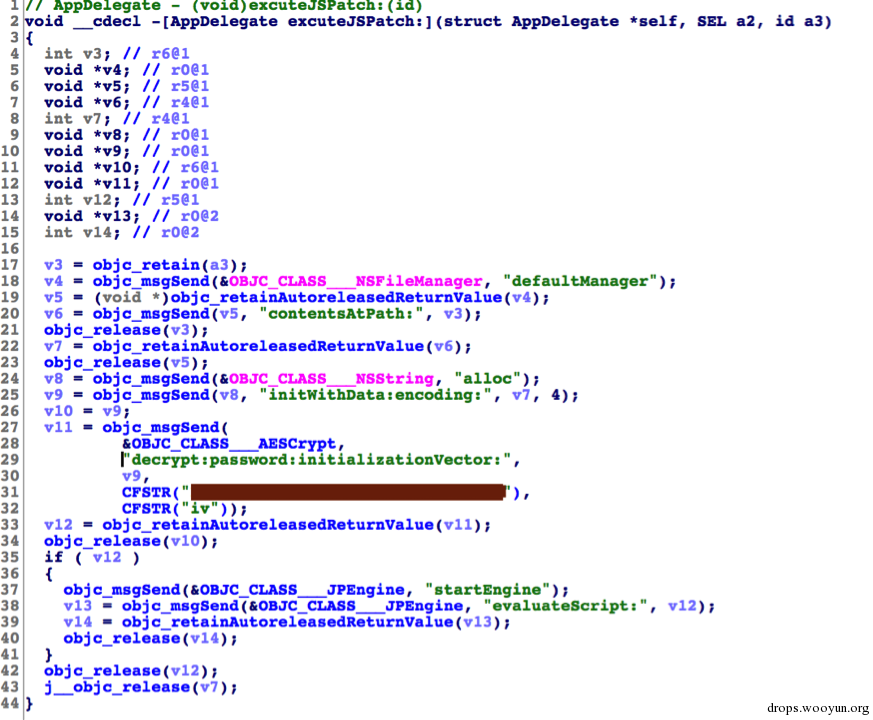 1 // AppDelegate - (void)excuteJSPatch:(id)
2 void __cdecl -[AppDelegate excuteJSPatch:](struct AppDelegate *self, SEL a2, id a3)
3 {
4 int v3; // r6@1
5 void *v4; // r0@1
6 void *v5; // r5@1
7 void *v6; // r4@1
8 int v7; // r4@1
9 void *v8; // r0@1
10 void *v9; // r0@1
11 void *v10; // r6@1
12 void *v11; // r0@1
13 int v12; // r5@1
14 void *v13; // r0@2
15 int v14; // r0@2
16
17 v3 = objc_retain(a3);
18 v4 = objc_msgSend(&OBJC_CLASS___NSFileManager, "defaultManager");
19 v5 = (void *)objc_retainAutoreleasedReturnValue(v4);
20 v6 = objc_msgSend(v5, "contentsAtPath:", v3);
21 objc_release(v3);
22 v7 = objc_retainAutoreleasedReturnValue(v6);
23 objc_release(v5);
24 v8 = objc_msgSend(&OBJC_CLASS___NSString, "alloc");
25 v9 = objc_msgSend(v8, "initWithData:encoding:", v7, 4);
26 v10 = v9;
27 v11 = objc_msgSend(
28 &OBJC_CLASS___AESCrypt,
29 "decrypt:password:initializationVector:",
30 v9,
31 CFSTR(" "),
32 CFSTR("iv"));
33 v12 = objc_retainAutoreleasedReturnValue(v11);
34 objc_release(v10);
35 if ( v12 )
36 {
37 objc_msgSend(&OBJC_CLASS___JPEngine, "startEngine");
38 v13 = objc_msgSend(&OBJC_CLASS___JPEngine, "evaluateScript:", v12);
39 v14 = objc_retainAutoreleasedReturnValue(v13);
40 objc_release(v14);
41 }
42 objc_release(v12);
43 j__objc_release(v7);
44 }
drops.wooyun.org